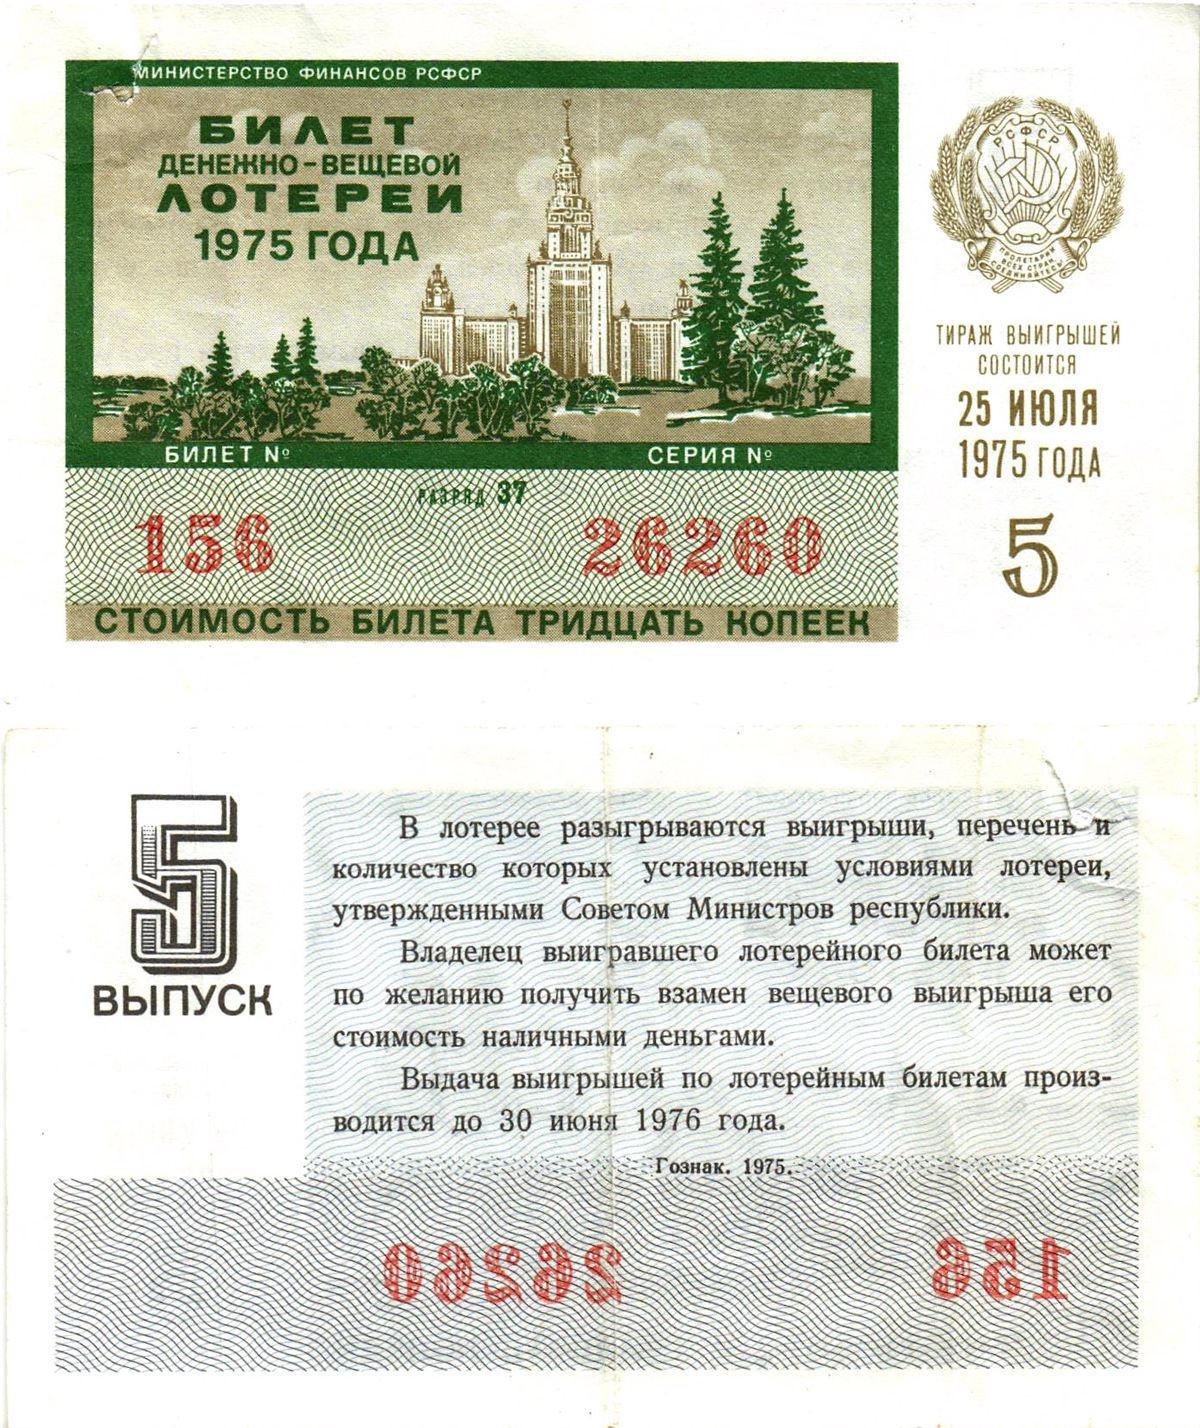 МИНИСТЕРСТВО ФИНАНСОВ РСФСР
БИЛЕТ
ДЕНЕЖНО-ВЕЩЕВОЙ
ЛОТЕРЕИ
1975 ГОДА
РСФСР
ПРОЛЕТАРИИ
ВСЕХ СТРАН,
СОЕДИНЯЙТЕСЬ!
ТИРАЖ ВЫИГРЫШЕЙ
СОСТОИТСЯ
25 ИЮЛЯ
1975 ГОДА
5
БИЛЕТ № СЕРИЯ №
РАЗРЯД 37
156 26260
СТОИМОСТЬ БИЛЕТА ТРИДЦАТЬ КОПЕЕК
5
ВЫПУСК
В лотерее разыгрываются выигрыши, перечень и
количество которых установлены условиями лотереи,
утвержденными Советом Министров республики.
Владелец выигравшего лотерейного билета может
по желанию получить взамен вещевого выигрыша его
стоимость наличными деньгами.
Выдача выигрышей по лотерейным билетам произ-
водится до 30 июня 1976 года.
Гознак. 1975.
26260 156